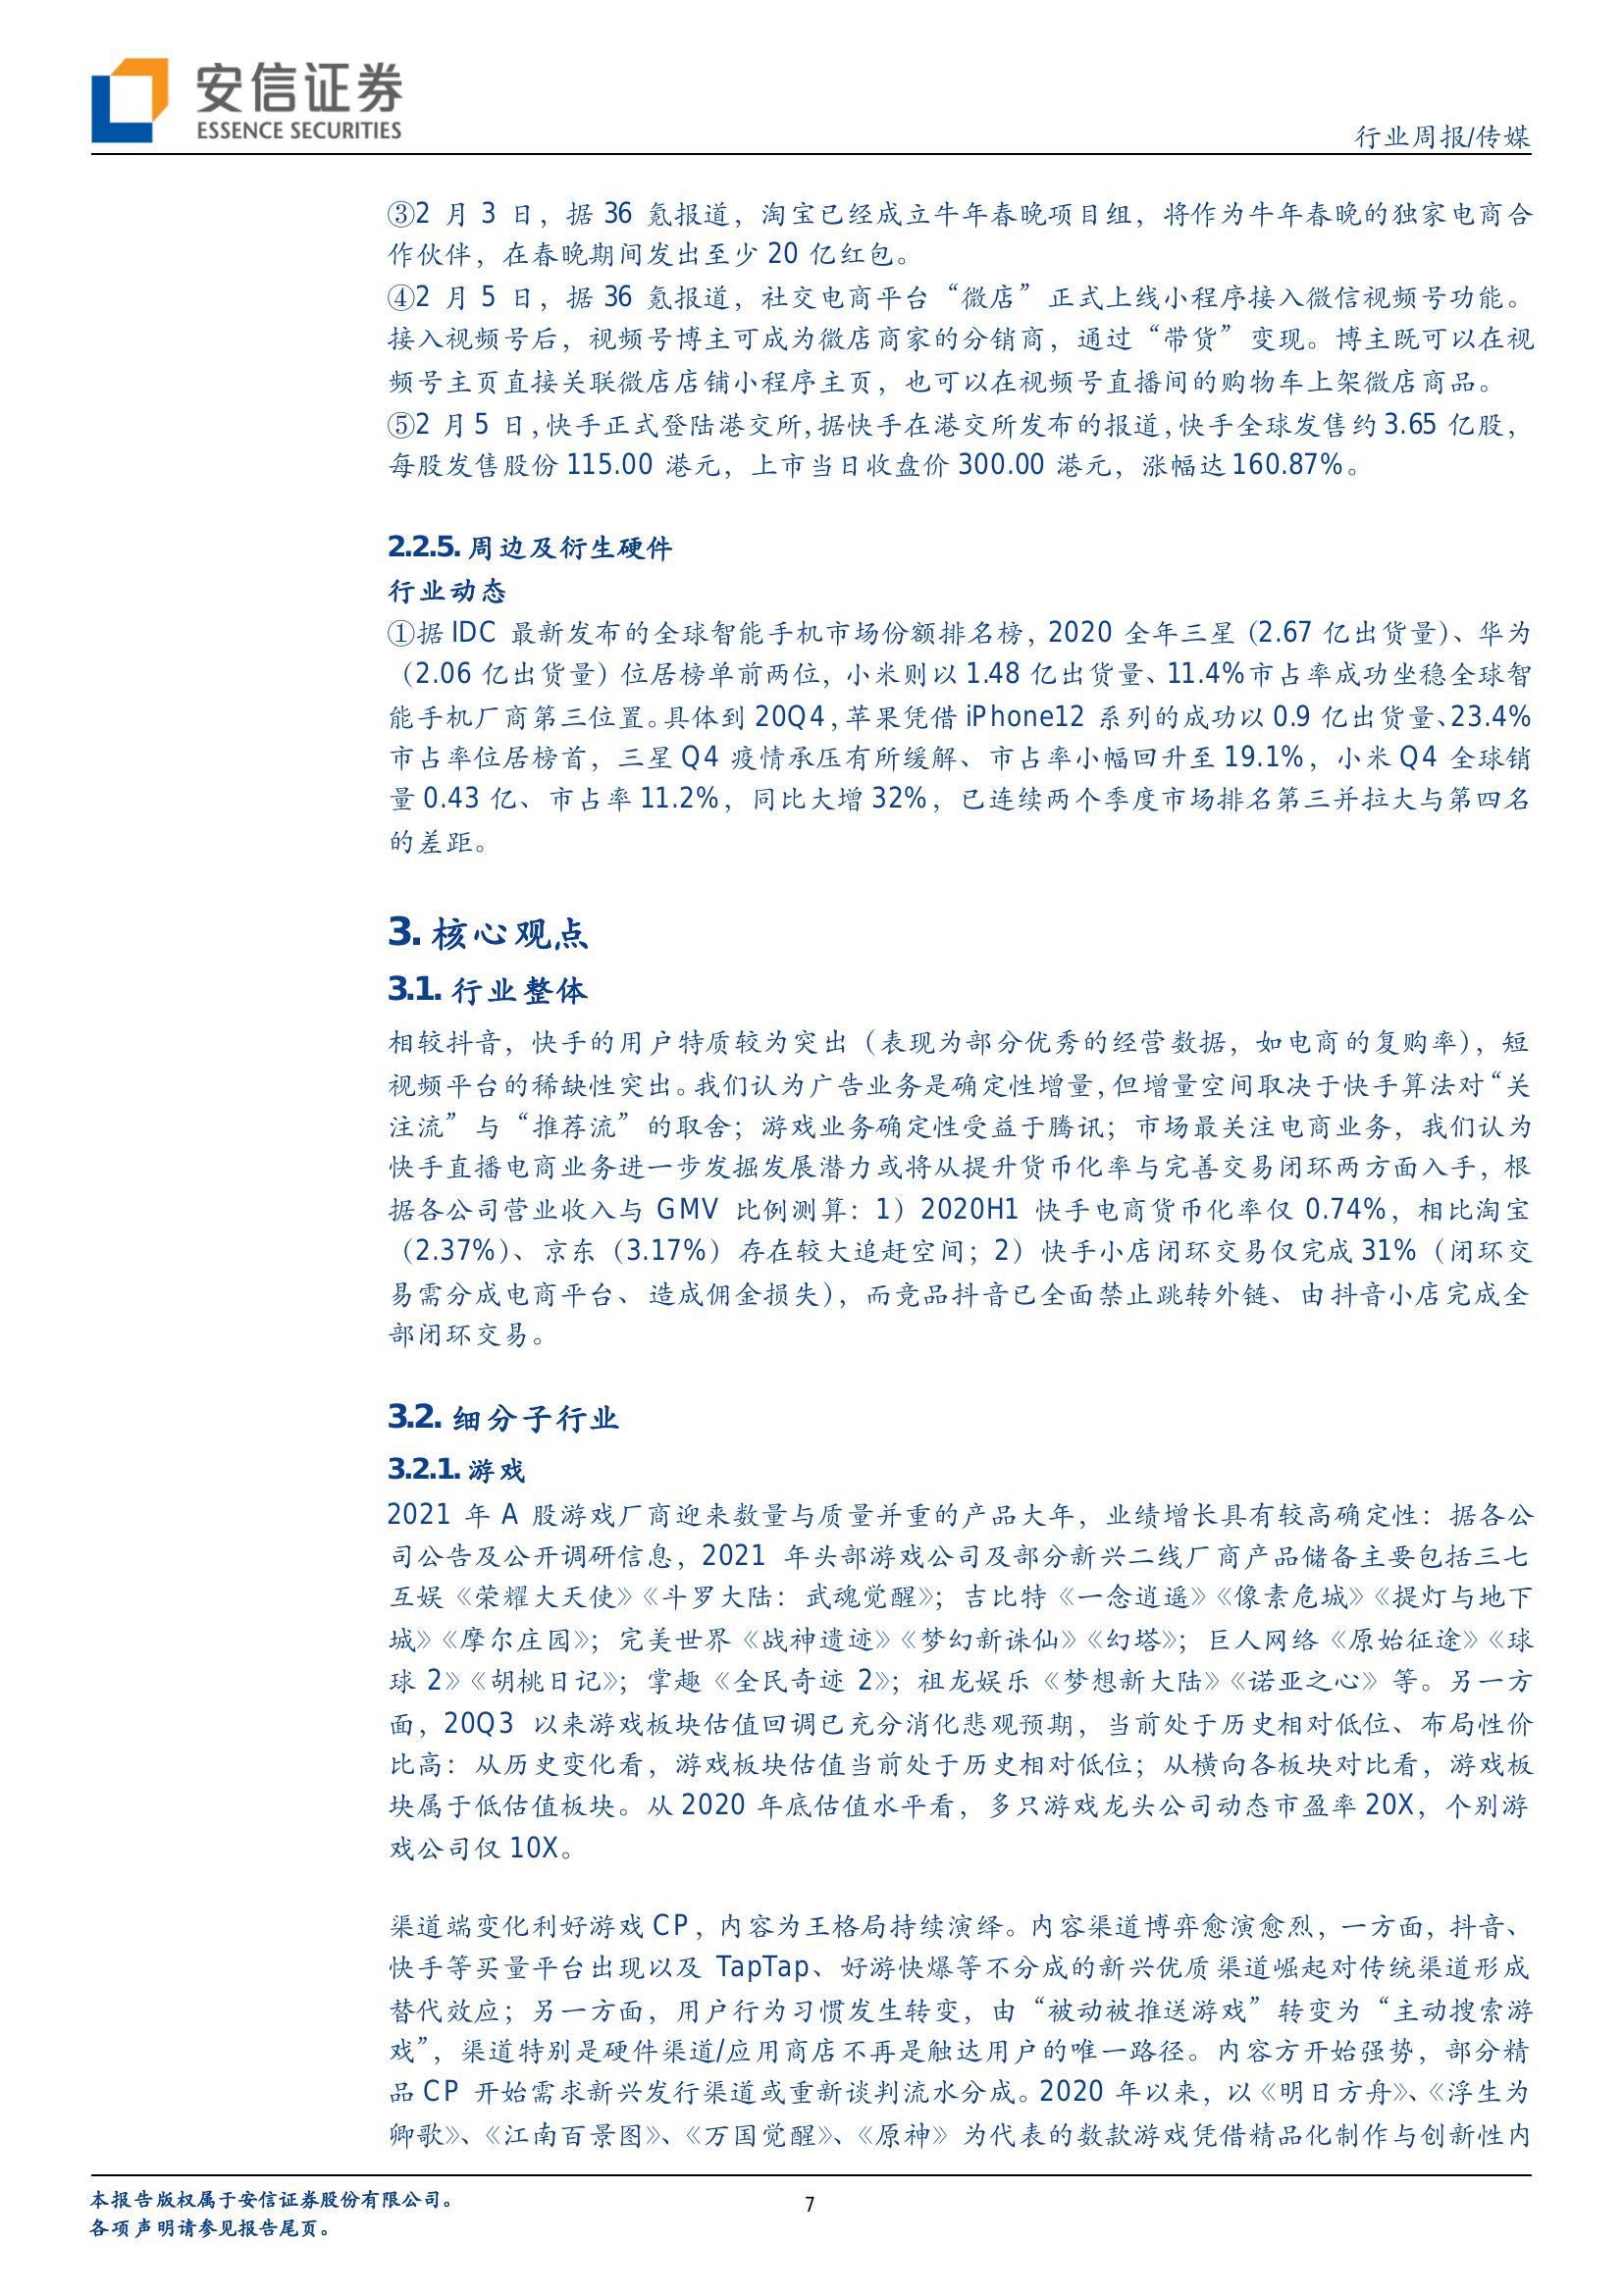 安信证券
ESSENCE SECURITIES
行业周报/传媒
③2 月 3 日，据 36 氪报道，淘宝已经成立牛年春晚项目组，将作为牛年春晚的独家电商合
作伙伴，在春晚期间发出至少 20 亿红包。
④2 月 5 日，据 36 氪报道，社交电商平台“微店”正式上线小程序接入微信视频号功能。
接入视频号后，视频号博主可成为微店商家的分销商，通过“带货”变现。博主既可以在视
频号主页直接关联微店店铺小程序主页，也可以在视频号直播间的购物车上架微店商品。
⑤2 月 5 日，快手正式登陆港交所，据快手在港交所发布的报道，快手全球发售约 3.65 亿股，
每股发售股份 115.00 港元，上市当日收盘价 300.00 港元，涨幅达 160.87%。
2.2.5. 周边及衍生硬件
行业动态
①据 IDC 最新发布的全球智能手机市场份额排名榜，2020 全年三星（2.67 亿出货量）、华为
（2.06 亿出货量）位居榜单前两位，小米则以 1.48 亿出货量、11.4%市占率成功坐稳全球智
能手机厂商第三位置。具体到 20Q4，苹果凭借 iPhone12 系列的成功以 0.9 亿出货量、23.4%
市占率位居榜首，三星 Q4 疫情承压有所缓解、市占率小幅回升至 19.1%，小米 Q4 全球销
量 0.43 亿、市占率 11.2%，同比大增 32%，已连续两个季度市场排名第三并拉大与第四名
的差距。
3. 核心观点
3.1. 行业整体
相较抖音，快手的用户特质较为突出（表现为部分优秀的经营数据，如电商的复购率），短
视频平台的稀缺性突出。我们认为广告业务是确定性增量，但增量空间取决于快手算法对“关
注流”与“推荐流”的取舍；游戏业务确定性受益于腾讯；市场最关注电商业务，我们认为
快手直播电商业务进一步发掘发展潜力或将从提升货币化率与完善交易闭环两方面入手，根
据各公司营业收入与 GMV 比例测算：1）2020H1 快手电商货币化率仅 0.74%，相比淘宝
（2.37%）、京东（3.17%）存在较大追赶空间；2）快手小店闭环交易仅完成 31%（闭环交
易需分成电商平台、造成佣金损失），而竞品抖音已全面禁止跳转外链、由抖音小店完成全
部闭环交易。
3.2. 细分子行业
3.2.1. 游戏
2021 年 A 股游戏厂商迎来数量与质量并重的产品大年，业绩增长具有较高确定性：据各公
司公告及公开调研信息，2021 年头部游戏公司及部分新兴二线厂商产品储备主要包括三七
互娱《荣耀大天使》《斗罗大陆：武魂觉醒》；吉比特《一念逍遥》《像素危城》《提灯与地下
城》《摩尔庄园》；完美世界《战神遗迹》《梦幻新诛仙》《幻塔》；巨人网络《原始征途》《球
球 2》《胡桃日记》；掌趣《全民奇迹 2》；祖龙娱乐《梦想新大陆》《诺亚之心》等。另一方
面，20Q3 以来游戏板块估值回调已充分消化悲观预期，当前处于历史相对低位、布局性价
比高：从历史变化看，游戏板块估值当前处于历史相对低位；从横向各板块对比看，游戏板
块属于低估值板块。从 2020 年底估值水平看，多只游戏龙头公司动态市盈率 20X，个别游
戏公司仅 10X。
渠道端变化利好游戏 CP，内容为王格局持续演绎。内容渠道博弈愈演愈烈，一方面，抖音、
快手等买量平台出现以及 TapTap、好游快爆等不分成的新兴优质渠道崛起对传统渠道形成
替代效应；另一方面，用户行为习惯发生转变，由“被动被推送游戏”转变为“主动搜索游
戏”，渠道特别是硬件渠道/应用商店不再是触达用户的唯一路径。内容方开始强势，部分精
品 CP 开始需求新兴发行渠道或重新谈判流水分成。2020 年以来，以《明日方舟》、《浮生为
卿歌》、《江南百景图》、《万国觉醒》、《原神》为代表的数款游戏凭借精品化制作与创新性内
本报告版权属于安信证券股份有限公司。
各项声明请参见报告尾页。
7